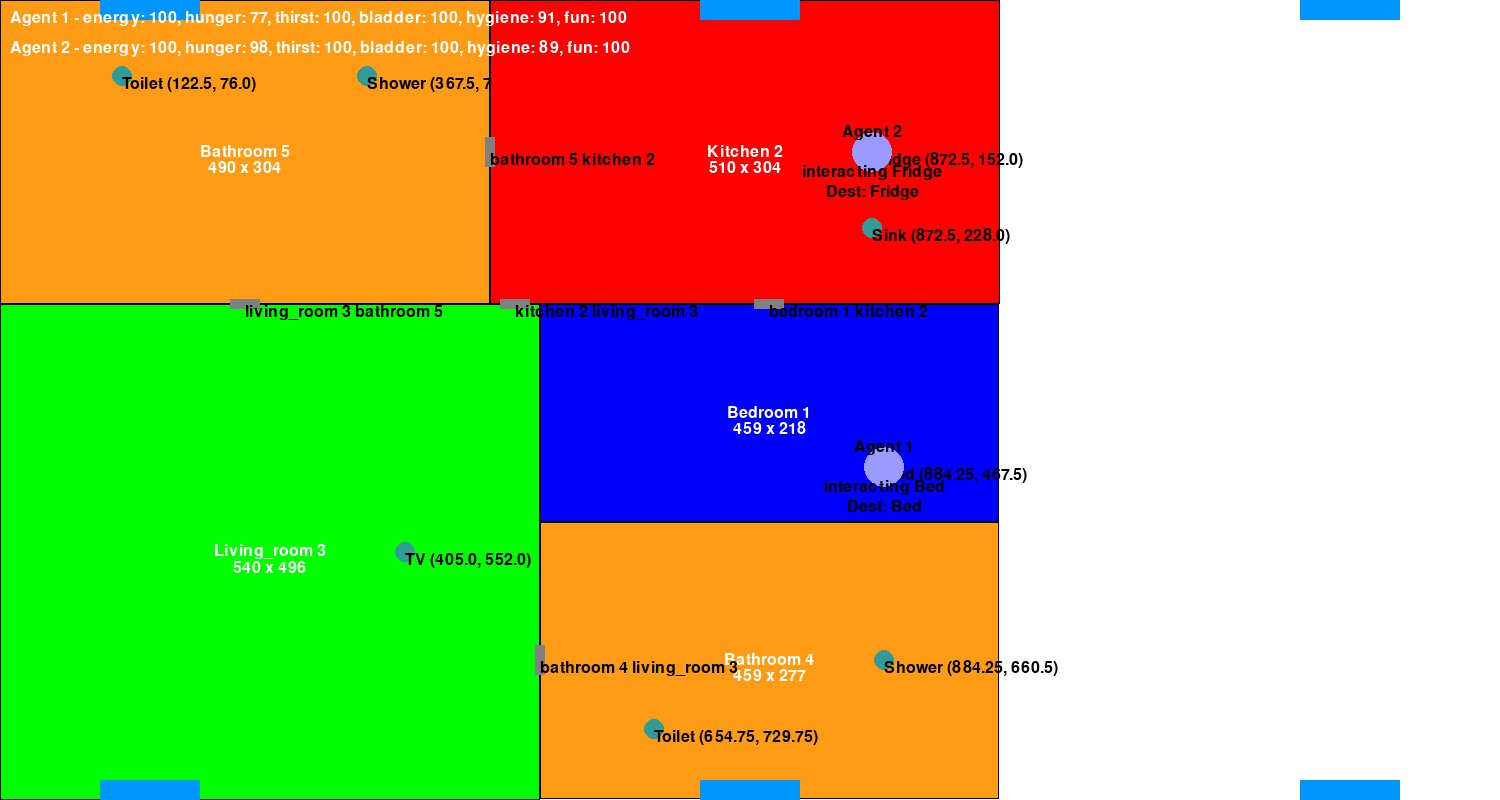 Agent 1 - energy: 100, hunger: 77, thirst: 100, bladder: 100, hygiene: 91, fun: 100
Agent 2 - energy: 100, hunger: 98, thirst: 100, bladder: 100, hygiene: 89, fun: 100
Toilet (122.5, 76.0)
Shower (367.5, 7
Agent 2
Bathroom 5
490 x 304
bathroom 5 kitchen 2
Kitchen 2
510 x 304
dge (872.5, 152.0)
interacting Fridge
Dest: Fridge
Sink (872.5, 228.0)
living_room 3 bathroom 5
kitchen 2 living_room 3
bedroom 1 kitchen 2
Bedroom 1
459 x 218
Agent 1
d (884.25, 467.5)
interacting Bed
Dest: Bed
Living_room 3
540 x 496
TV (405.0, 552.0)
bathroom 4 living_room 3
Bathroom 4
459 x 277
Shower (884.25, 660.5)
Toilet (654.75, 729.75)